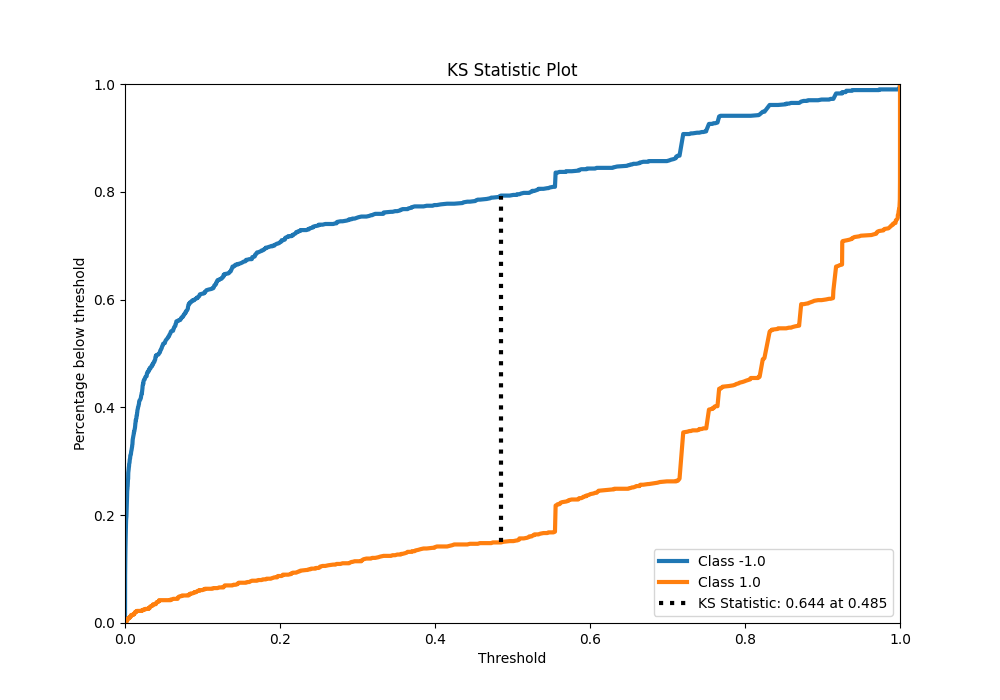 KS Statistic Plot
1.0
0.8
0.6
0.4
0.2
0.0
Percentage below threshold
0.0 0.2 0.4 0.6 0.8 1.0
Threshold
Class -1.0
Class 1.0
KS Statistic: 0.644 at 0.485